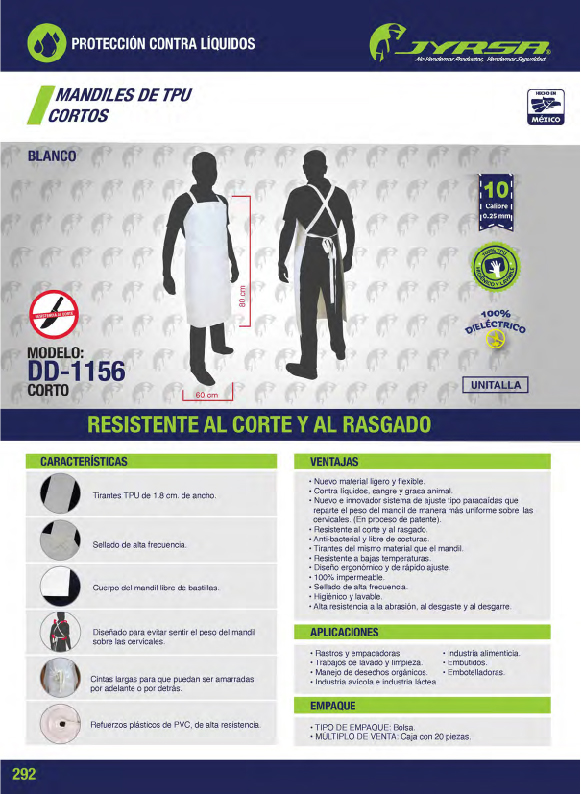 PROTECCIÓN CONTRA LÍQUIDOS
JYRSA®
No Vendemos Productos, Vendemos Seguridad
MANDILES DE TPU
CORTOS
HECHO EN
MÉXICO
BLANCO
10
Calibre
0.25mm
100% TPU
HIGIÉNICO Y LAVABLE
80 cm
RESISTENCIA AL CORTE
100%
DIELÉCTRICO
MODELO:
DD-1156
CORTO
60 cm
UNITALLA
RESISTENTE AL CORTE Y AL RASGADO
CARACTERÍSTICAS
Tirantes TPU de 1.8 cm. de ancho.
Sellado de alta frecuencia.
Cuerpo del mandil libre de bastillas.
Diseñado para evitar sentir el peso del mandil
sobre las cervicales.
Cintas largas para que puedan ser amarradas
por adelante o por detrás.
Refuerzos plásticos de PVC, de alta resistencia.
VENTAJAS
• Nuevo material ligero y flexible.
• Contra líquidos, sangre y grasa animal.
• Nuevo e innovador sistema de ajuste tipo paracaídas que
reparte el peso del mandil de manera más uniforme sobre las
cervicales. (En proceso de patente).
• Resistente al corte y al rasgado.
• Anti-bacterial y libre de costuras.
• Tirantes del mismo material que el mandil.
• Resistente a bajas temperaturas.
• Diseño ergonómico y de rápido ajuste.
• 100% impermeable.
• Sellado de alta frecuencia.
• Higiénico y lavable.
• Alta resistencia a la abrasión, al desgaste y al desgarre.
APLICACIONES
• Rastros y empacadoras
• Trabajos de lavado y limpieza.
• Manejo de desechos orgánicos.
• Industria avícola e industria láctea.
• Industria alimenticia.
• Embutidos.
• Embotelladoras.
EMPAQUE
• TIPO DE EMPAQUE: Bolsa.
• MÚLTIPLO DE VENTA: Caja con 20 piezas.
292